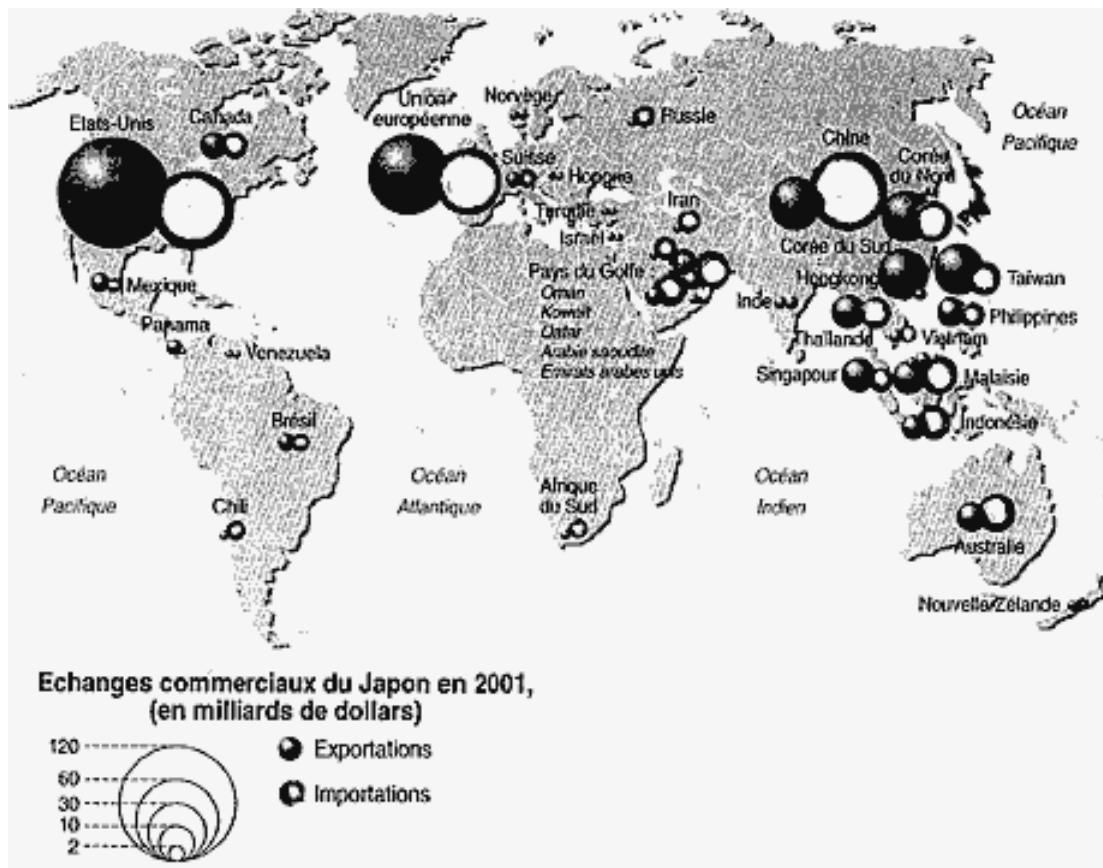 Etats-Unis
Canada
Mexique
Panama
Venezuela
Brésil
Chili
Océan
Pacifique
Union
européenne
Norvège
Suisse
Hongrie
Turquie
Israël
Russie
Iran
Pays du Golfe
Oman
Koweït
Qatar
Arabie saoudite
Emirats arabes unis
Océan
Atlantique
Afrique
du Sud
Océan
Indien
Inde
Chine
Corée
du Nord
Corée du Sud
Hongkong
Taïwan
Thaïlande
Vietnam
Philippines
Singapour
Malaisie
Indonésie
Australie
Nouvelle Zélande
Océan
Pacifique
Echanges commerciaux du Japon en 2001,
(en milliards de dollars)
120
60
30
10
2
Exportations
Importations